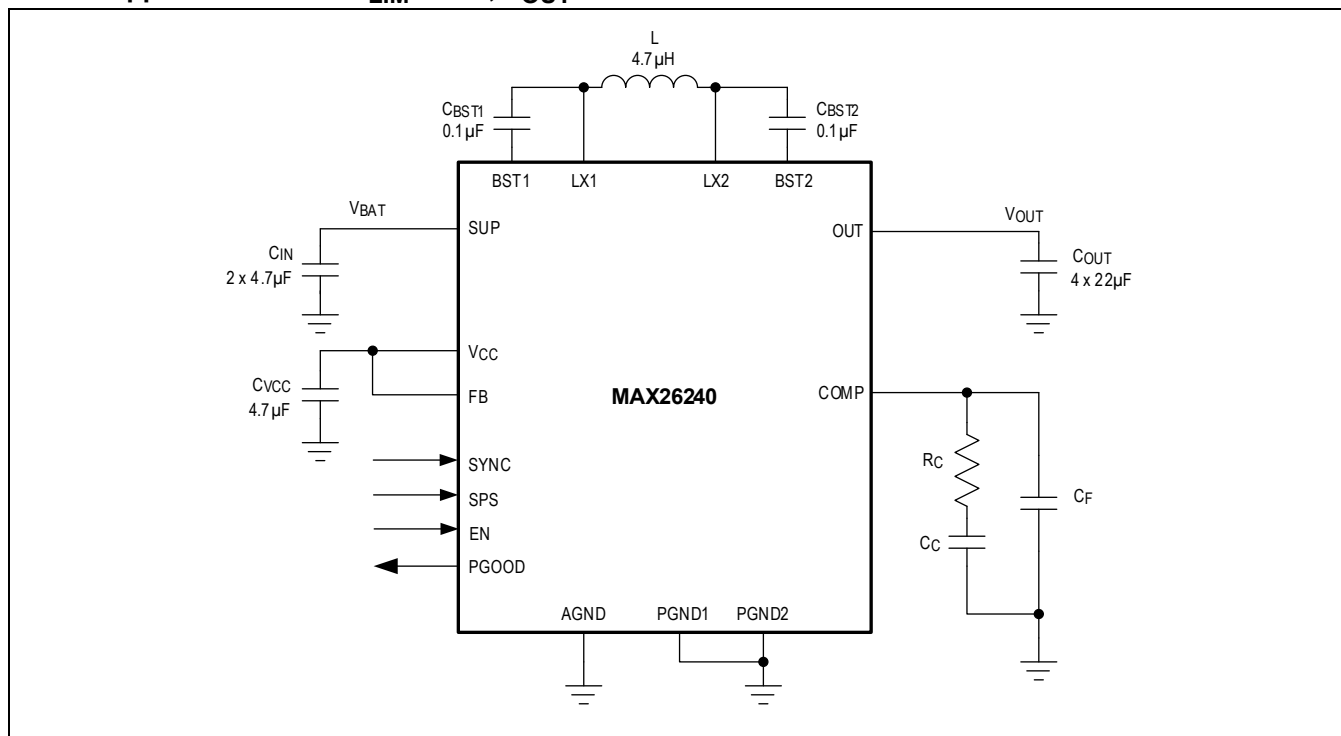 LIM
OUT
L
4.7µH
CBST1
0.1µF
CBST2
0.1µF
BST1
LX1
LX2
BST2
VBAT
SUP
OUT
VOUT
CIN
2 x 4.7µF
COUT
4 x 22µF
VCC
CVCC
4.7µF
FB
MAX26240
COMP
SYNC
SPS
EN
PGOOD
RC
CC
CF
AGND
PGND1
PGND2